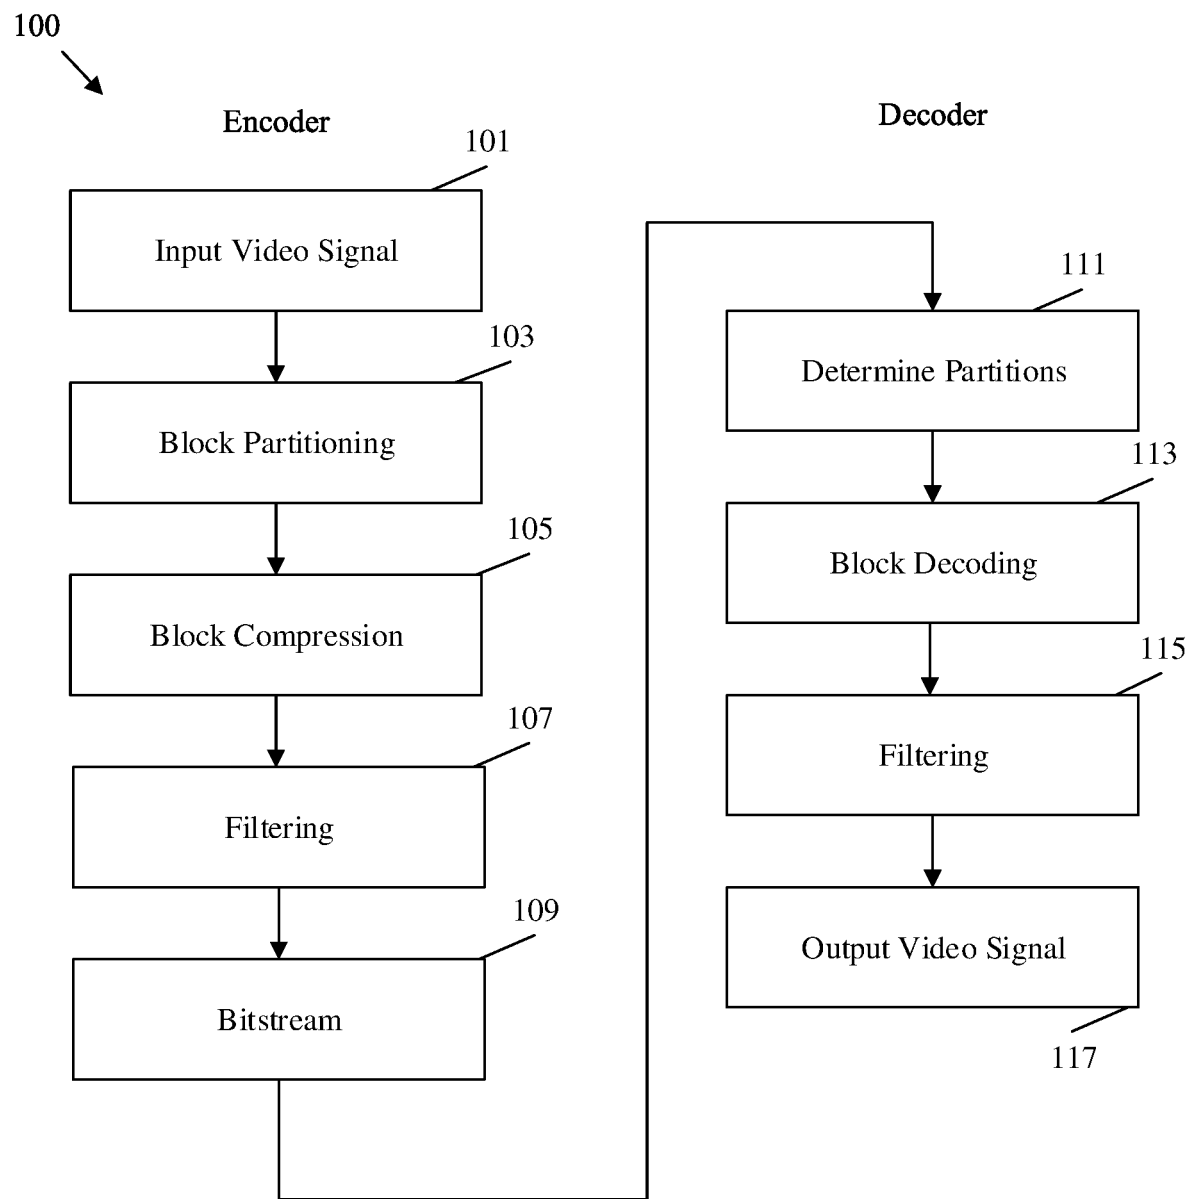 100
Encoder
101
Input Video Signal
103
Block Partitioning
105
Block Compression
107
Filtering
109
Bitstream
Decoder
111
Determine Partitions
113
Block Decoding
115
Filtering
Output Video Signal
117